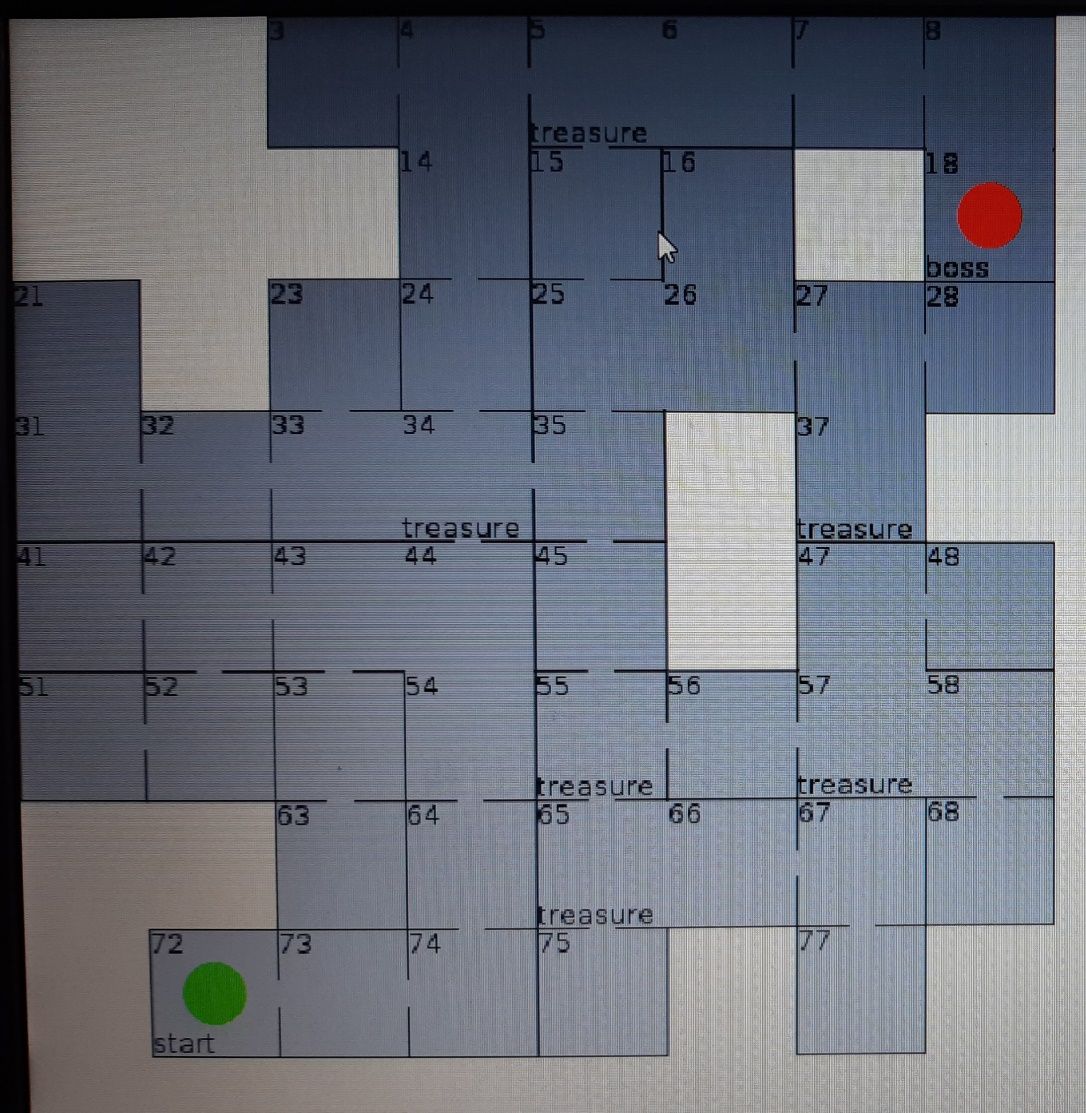 3 4 5 6 7 8
treasure
14 15 16 18
boss
21 23 24 25 26 27 28
31 32 33 34 35 37
treasure treasure
41 42 43 44 45 47 48
51 52 53 54 55 56 57 58
treasure treasure
63 64 65 66 67 68
treasure
72 73 74 75 77
start